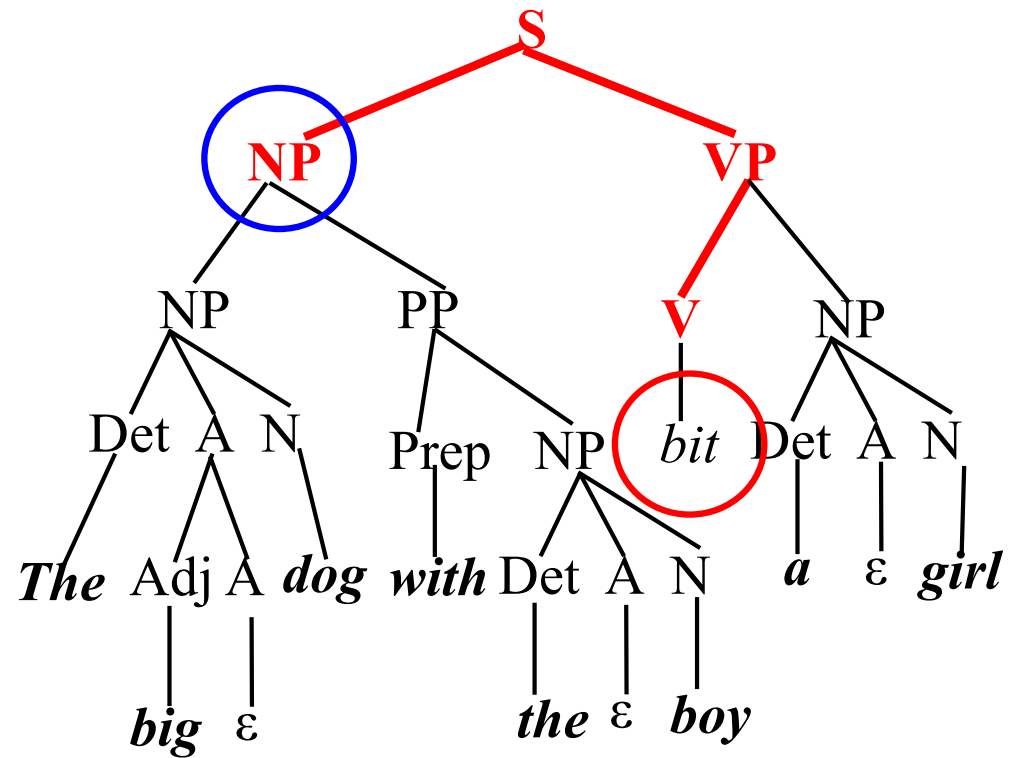 S
NP VP
NP PP V NP
Det A N Prep NP bit Det A N
The Adj A dog with Det A N a ε girl
big ε the ε boy